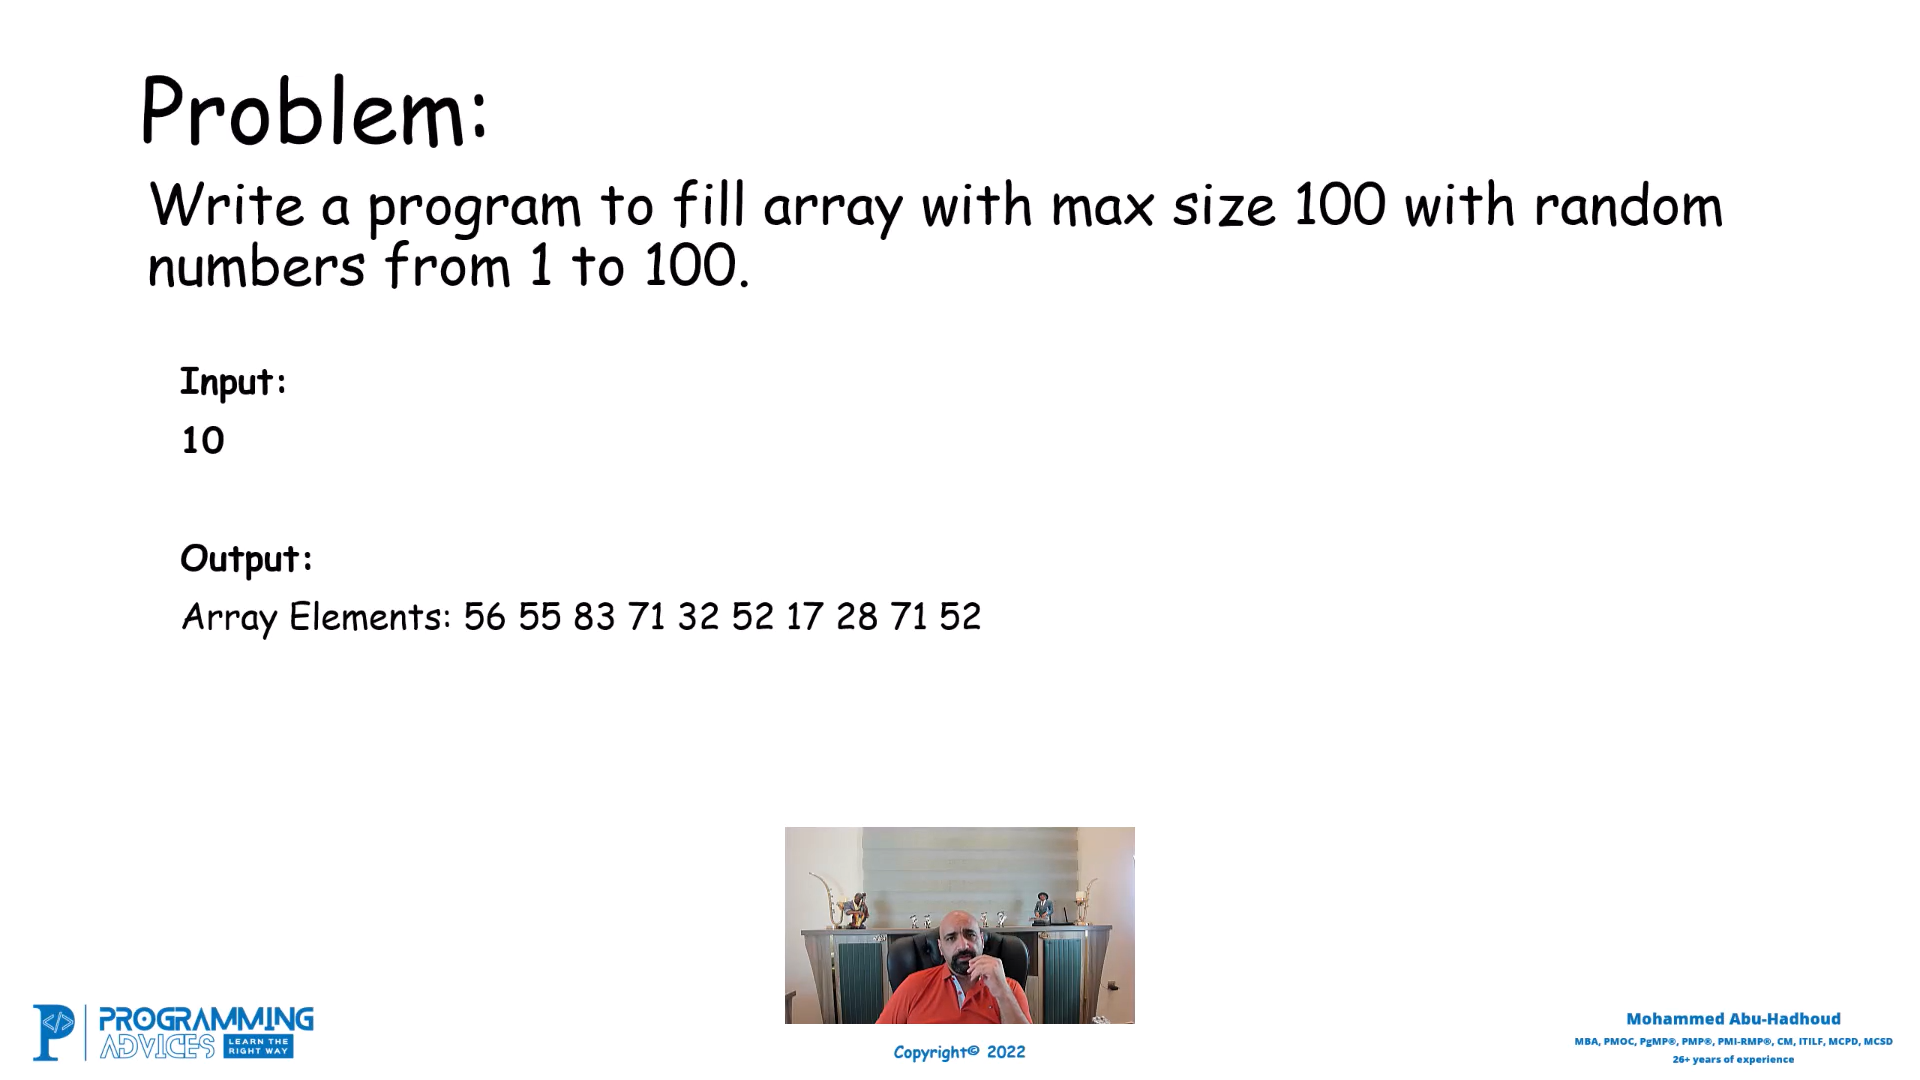 Problem:
Write a program to fill array with max size 100 with random
numbers from 1 to 100.
Input:
10
Output:
Array Elements: 56 55 83 71 32 52 17 28 71 52
P </> PROGRAMMING
ADVICES LEARN THE
RIGHT WAY
Copyright© 2022
Mohammed Abu-Hadhoud
MBA, PMOC, PgMP®, PMP®, PMI-RMP®, CM, ITILF, MCPD, MCSD
26+ years of experience